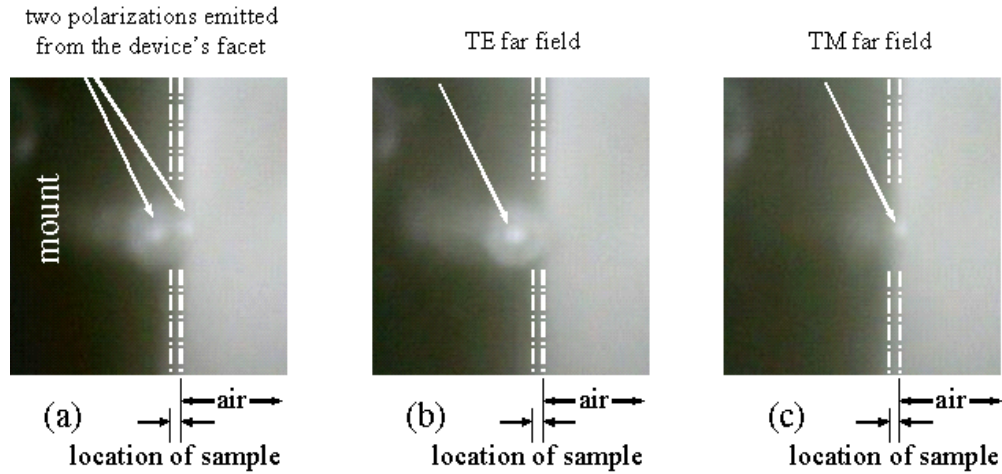 two polarizations emitted
from the device's facet
TE far field
TM far field
mount
(a)
air
location of sample
(b)
air
location of sample
(c)
air
location of sample